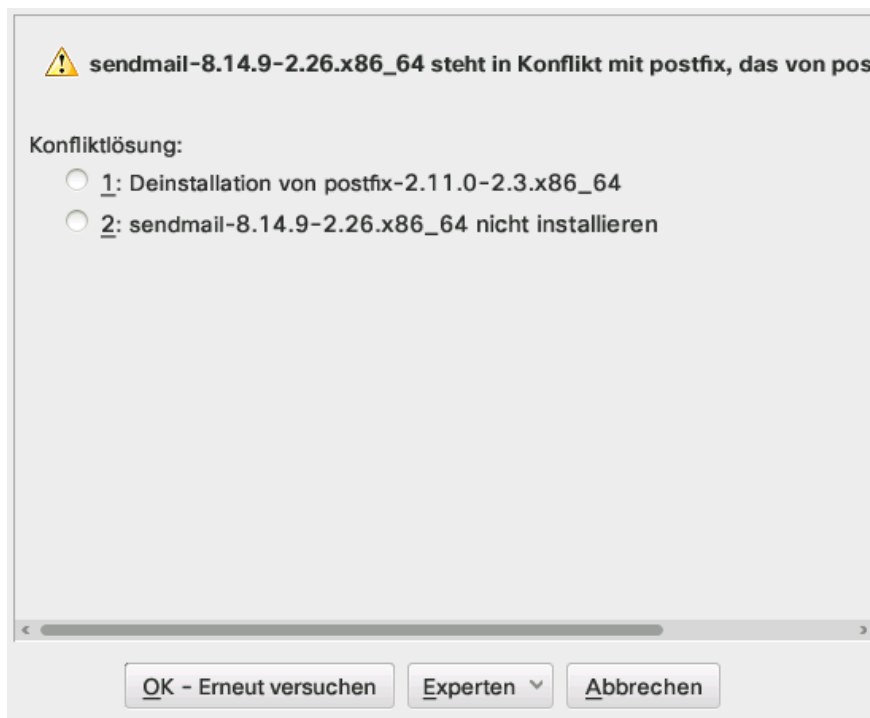 sendmail-8.14.9-2.26.x86_64 steht in Konflikt mit postfix, das von pos
Konfliktlösung:
1: Deinstallation von postfix-2.11.0-2.3.x86_64
2: sendmail-8.14.9-2.26.x86_64 nicht installieren
OK - Erneut versuchen Experten Abbrechen